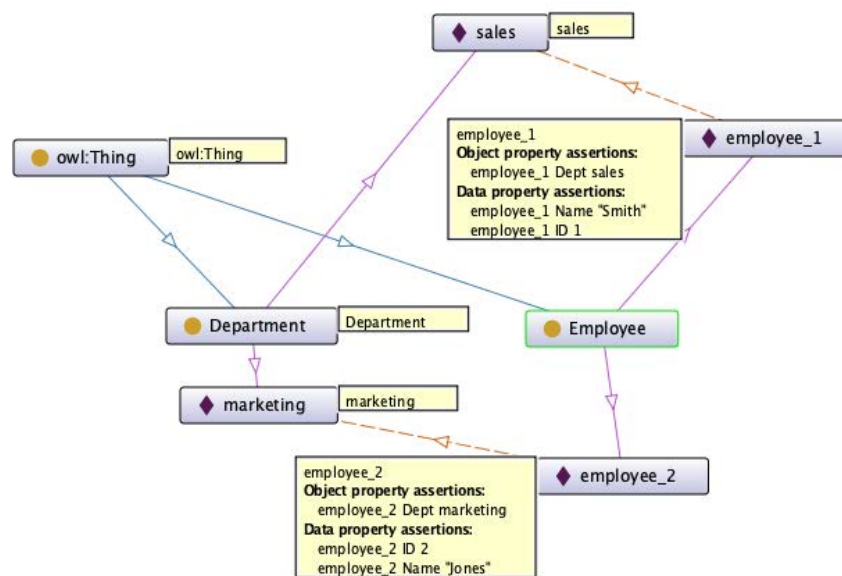 sales
sales
employee_1
employee_1
Object property assertions:
employee_1 Dept sales
Data property assertions:
employee_1 Name "Smith"
employee_1 ID 1
owl:Thing
owl:Thing
Department
Department
Employee
marketing
marketing
employee_2
employee_2
Object property assertions:
employee_2 Dept marketing
Data property assertions:
employee_2 ID 2
employee_2 Name "Jones"